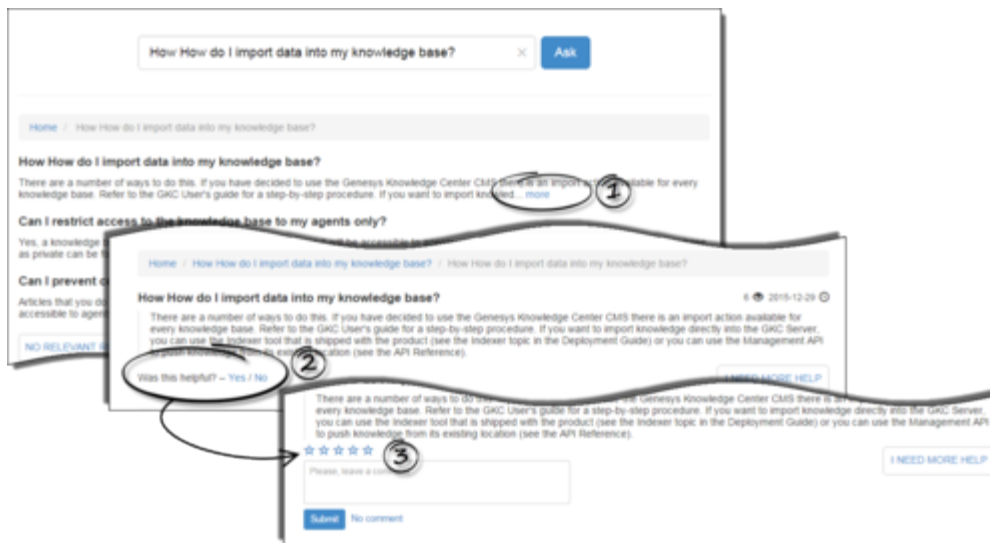 How How do I import data into my knowledge base? × Ask
Home / How How do I import data into my knowledge base?
How How do I import data into my knowledge base?
There are a number of ways to do this. If you have decided to use the Genesys Knowledge Center CMS there is an import action available for every
knowledge base. Refer to the GKC User's guide for a step-by-step procedure. If you want to import knowled... more
1
Can I restrict access to the knowledge base to my agents only?
Yes, a knowledge
as private can be
Can I prevent
Articles that you do
accessible to
NO RELEVANT
Home / How How do I import data into my knowledge base? / How How do I import data into my knowledge base?
How How do I import data into my knowledge base?
6 2015-12-29
There are a number of ways to do this. If you have decided to use the Genesys Knowledge Center CMS there is an import action available for
every knowledge base. Refer to the GKC User's guide for a step-by-step procedure. If you want to import knowledge directly into the GKC Server,
you can use the Indexer tool that is shipped with the product (see the Indexer topic in the Deployment Guide) or you can use the Management API
to push knowledge from its existing location (see the API Reference).
2
Was this helpful? – Yes / No
I NEED MORE HELP
There are a number of ways to do the Genesys Knowledge Center CMS there is
every knowledge base. Refer to the GKC User's guide for a step-by-step procedure. If you want to import knowledge directly into the GKC Server,
you can use the Indexer tool that is shipped with the product (see the Indexer topic in the Deployment Guide) or you can use the Management API
to push knowledge from its existing location (see the API Reference).
3
Please, leave a
I NEED MORE HELP
Submit No comment